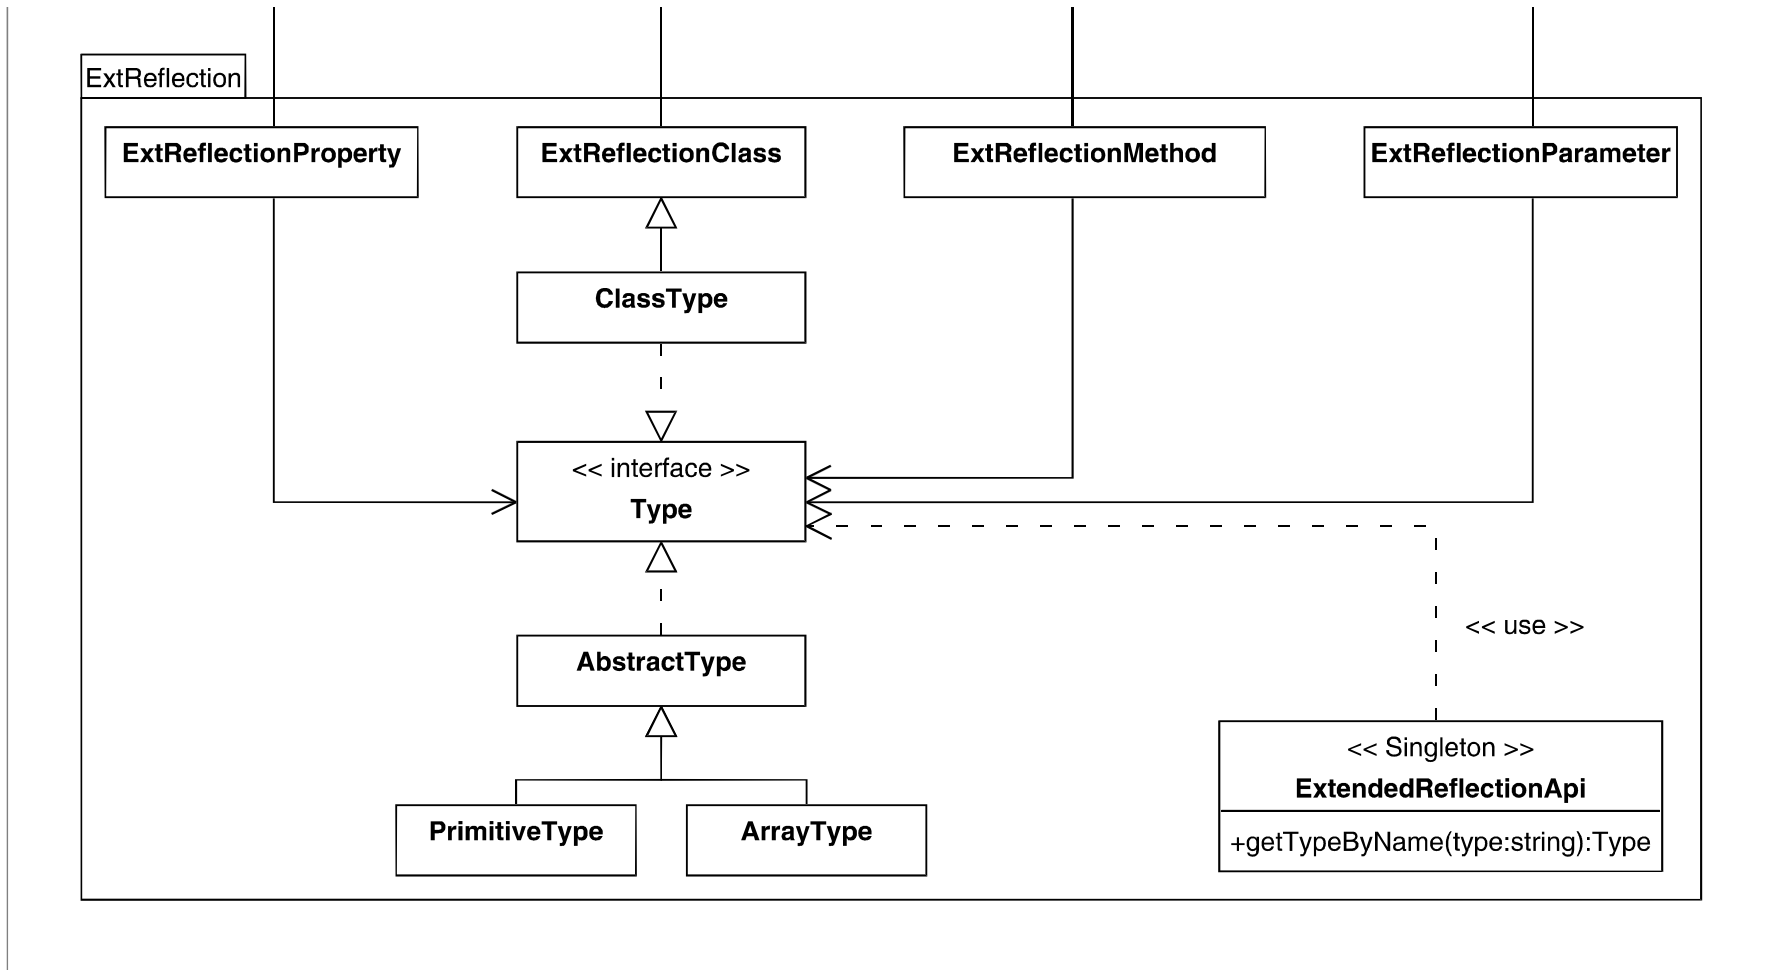 ExtReflection
ExtReflectionProperty
ExtReflectionClass
ExtReflectionMethod
ExtReflectionParameter
ClassType
<< interface >>
Type
<< use >>
AbstractType
<< Singleton >>
ExtendedReflectionApi
+getTypeByName(type:string):Type
PrimitiveType
ArrayType